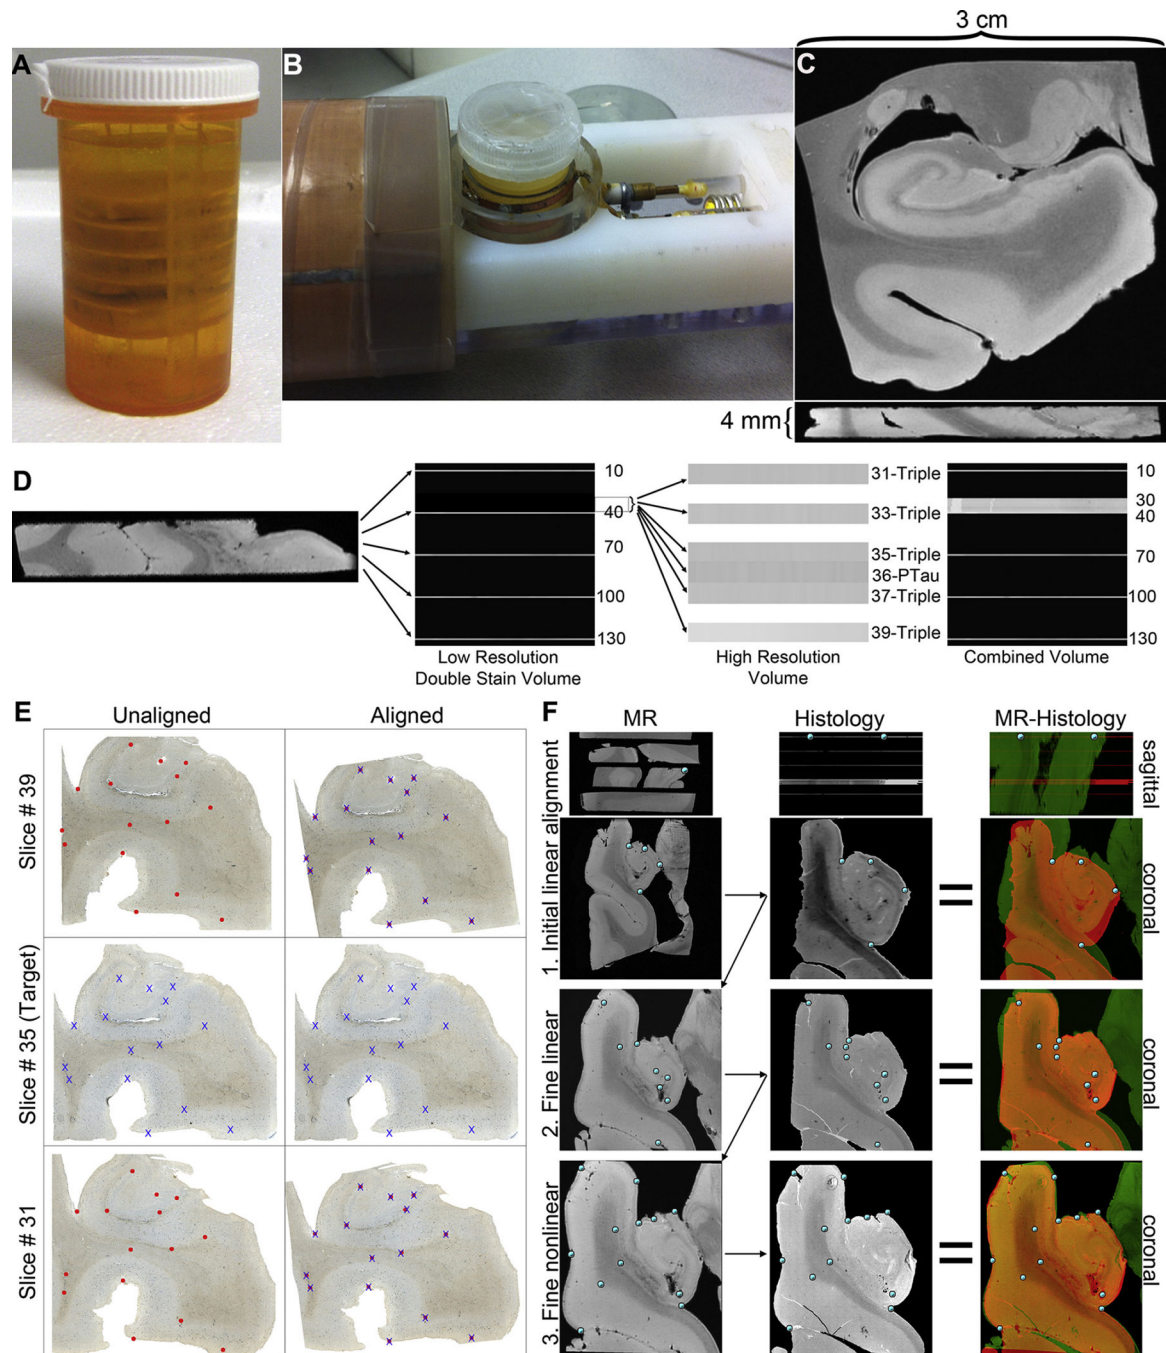 3 cm
A
B
C
4 mm
D
10
40
70
100
130
Low Resolution
Double Stain Volume
31-Triple
33-Triple
35-Triple
36-PTau
37-Triple
39-Triple
High Resolution
Volume
10
30
40
70
100
130
Combined Volume
E
Unaligned
Aligned
Slice # 39
Slice # 35 (Target)
Slice # 31
F
MR
Histology
MR-Histology
1. Initial linear alignment
2. Fine linear
3. Fine nonlinear
sagittal
coronal
coronal
coronal